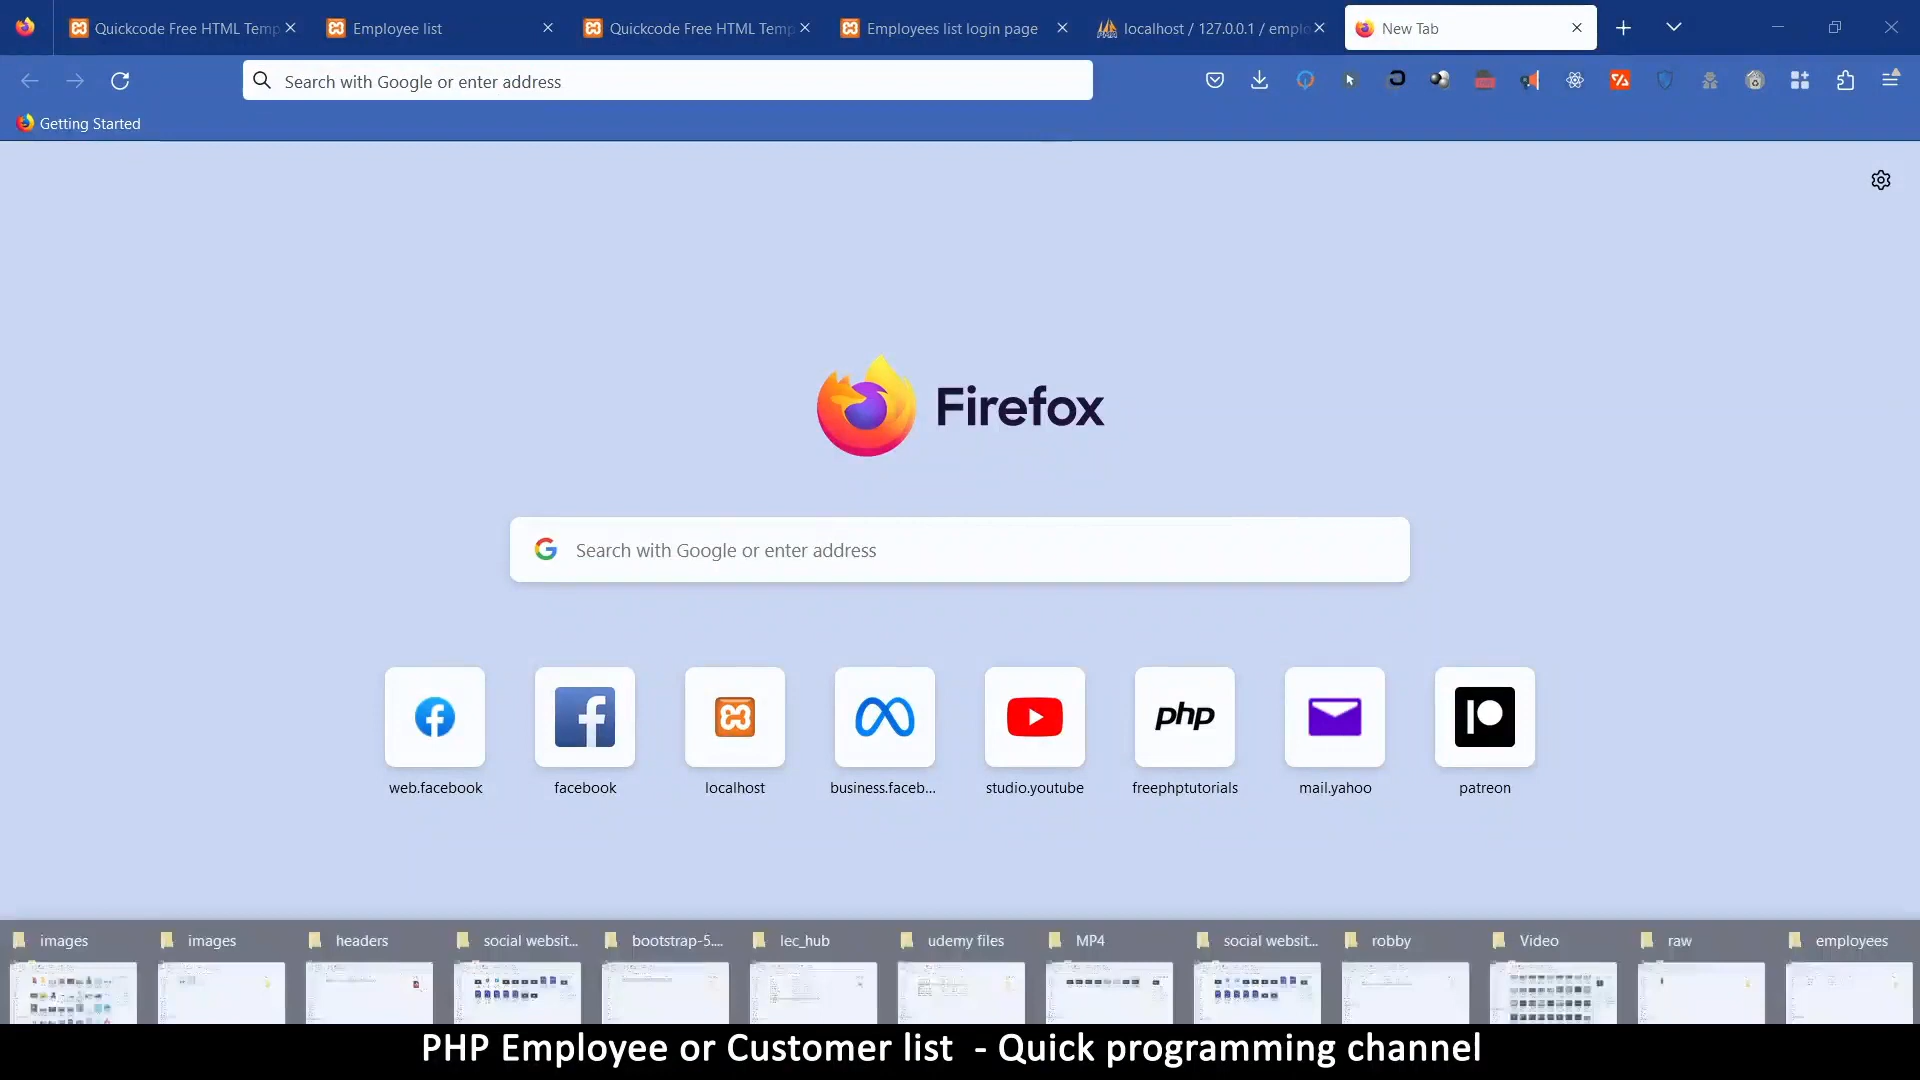 Quickcode Free HTML Temp
Employee list
Quickcode Free HTML Temp
Employees list login page
localhost / 127.0.0.1 / emplo
New Tab
Search with Google or enter address
Getting Started
Firefox
Search with Google or enter address
php
web.facebook
facebook
localhost
business.faceb...
studio.youtube
freephptutorials
mail.yahoo
patreon
images
images
headers
social websit...
bootstrap-5....
lec_hub
udemy files
MP4
social websit...
robby
Video
raw
employees
PHP Employee or Customer list - Quick programming channel